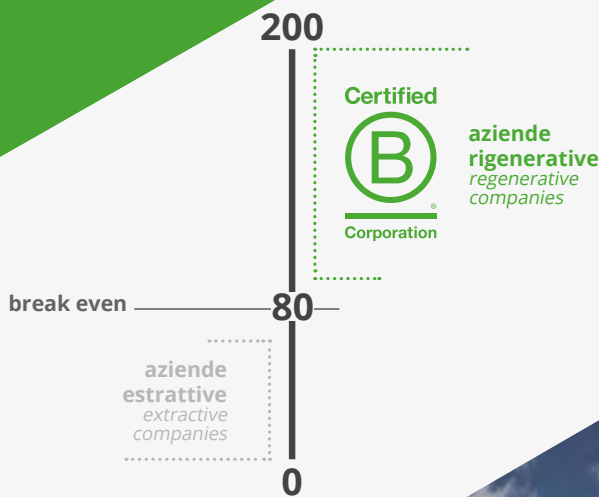 200
Certified
B
®
Corporation
aziende
rigenerative
regenerative
companies
break even
80
aziende
estrattive
extractive
companies
0